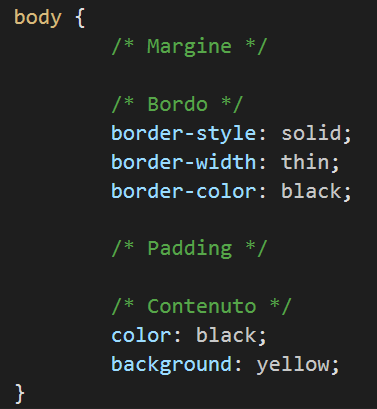 body {
/* Margine */
/* Bordo */
border-style: solid;
border-width: thin;
border-color: black;
/* Padding */
/* Contenuto */
color: black;
background: yellow;
}